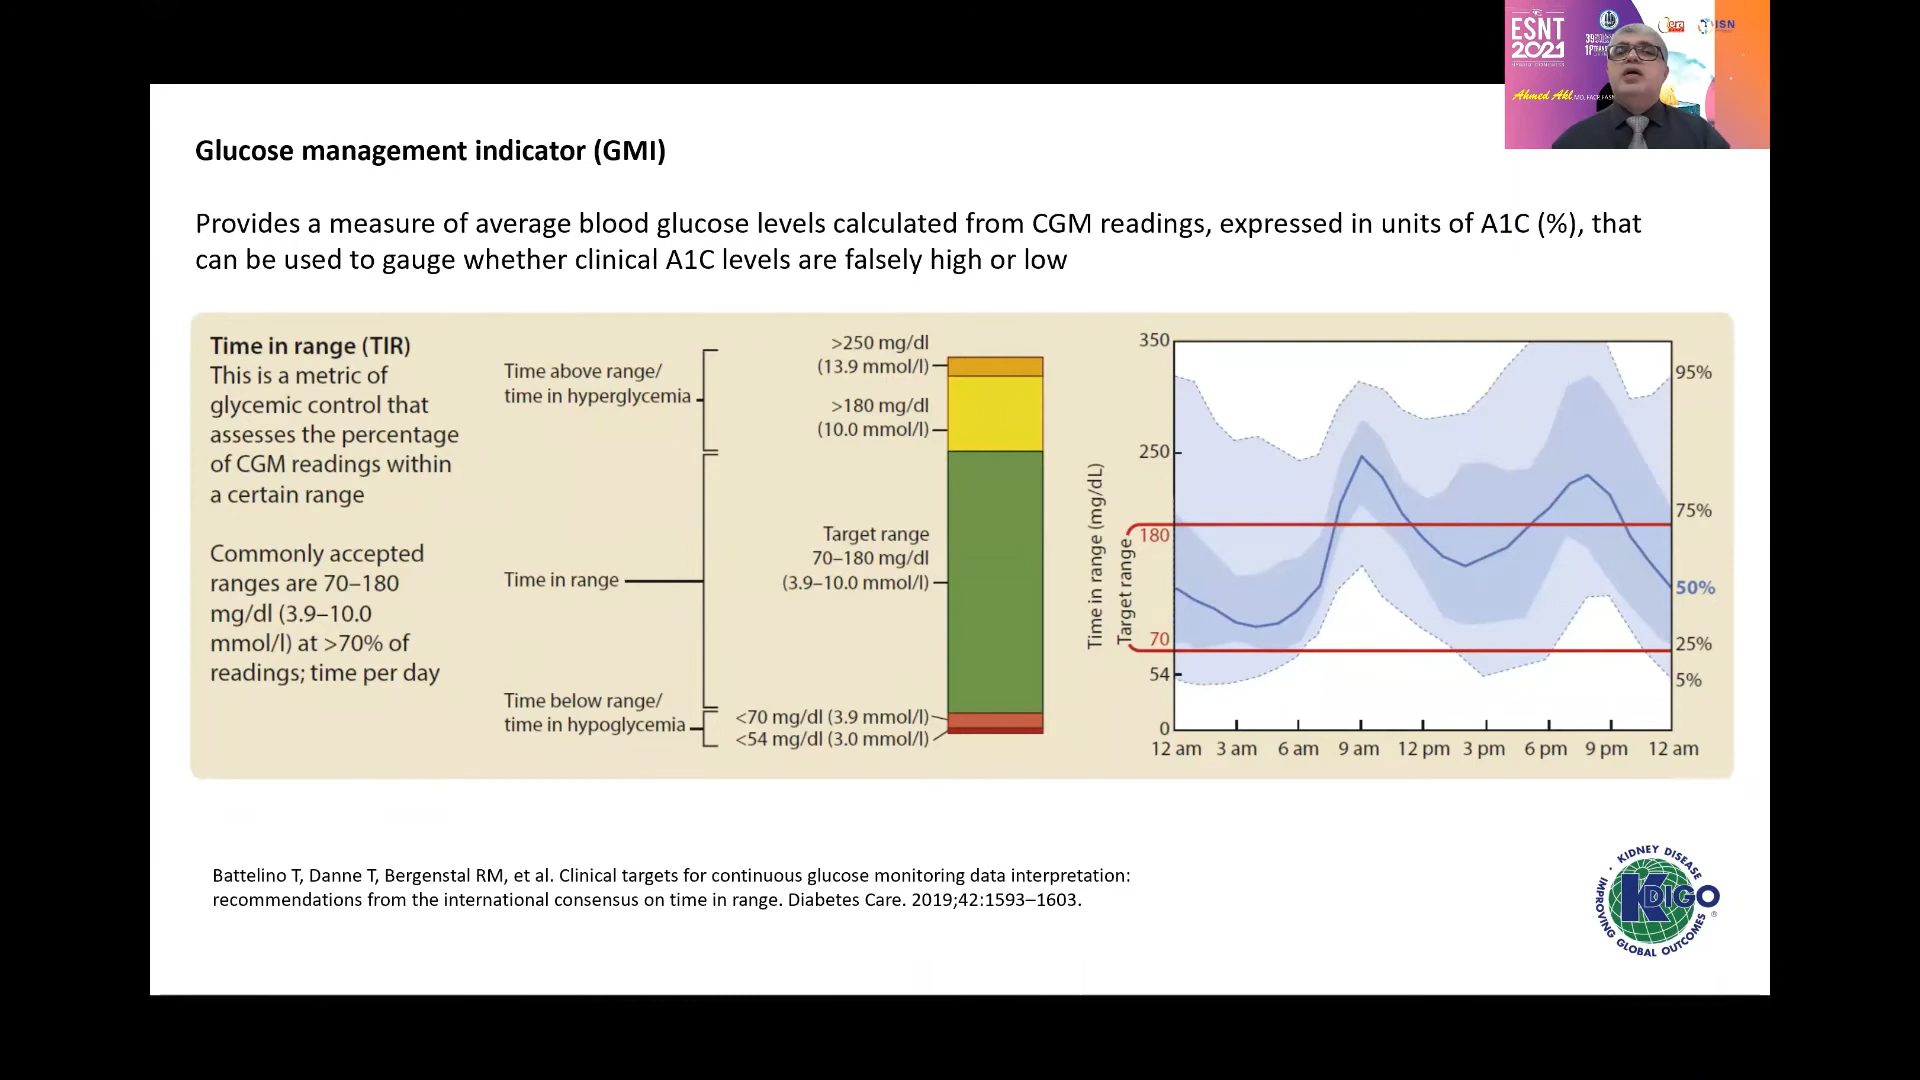 ESNT
2021
ISN
Ahmed Akl, MD, FACP, FASN
Glucose management indicator (GMI)
Provides a measure of average blood glucose levels calculated from CGM readings, expressed in units of A1C (%), that
can be used to gauge whether clinical A1C levels are falsely high or low
Time in range (TIR)
This is a metric of
glycemic control that
assesses the percentage
of CGM readings within
a certain range
Commonly accepted
ranges are 70–180
mg/dl (3.9–10.0
mmol/l) at >70% of
readings; time per day
Time above range/
time in hyperglycemia
Time in range
Time below range/
time in hypoglycemia
>250 mg/dl
(13.9 mmol/l)
>180 mg/dl
(10.0 mmol/l)
Target range
70–180 mg/dl
(3.9–10.0 mmol/l)
<70 mg/dl (3.9 mmol/l)
<54 mg/dl (3.0 mmol/l)
Time in range (mg/dL)
Target range
350
250
180
70
54
0
95%
75%
50%
25%
5%
12 am 3 am 6 am 9 am 12 pm 3 pm 6 pm 9 pm 12 am
Battelino T, Danne T, Bergenstal RM, et al. Clinical targets for continuous glucose monitoring data interpretation:
recommendations from the international consensus on time in range. Diabetes Care. 2019;42:1593–1603.
KIDNEY DISEASE
KDIGO ®
IMPROVING GLOBAL OUTCOMES